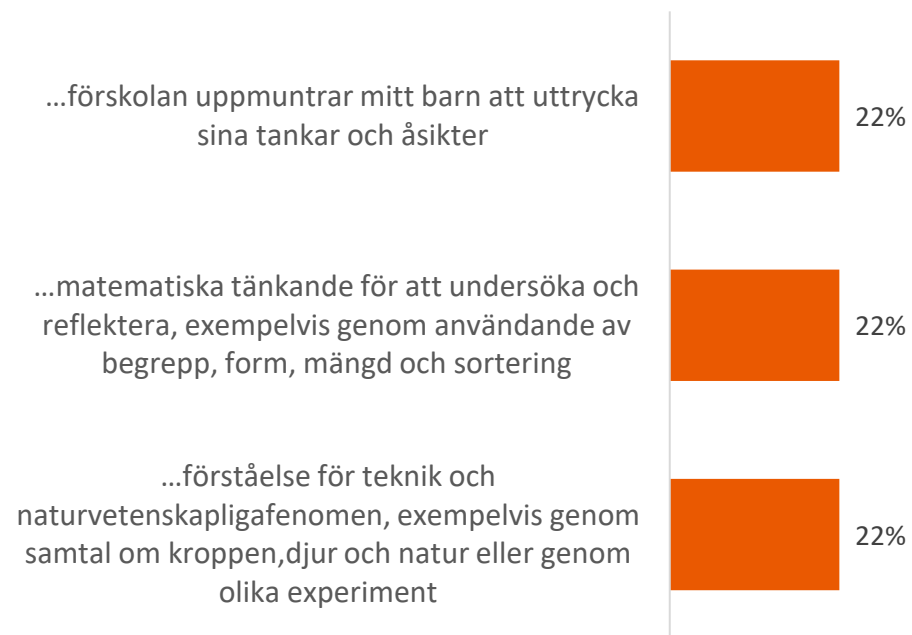 …förskolan uppmuntrar mitt barn att uttrycka
sina tankar och åsikter
22%
…matematiska tänkande för att undersöka och
reflektera, exempelvis genom användande av
begrepp, form, mängd och sortering
22%
…förståelse för teknik och
naturvetenskapligafenomen, exempelvis genom
samtal om kroppen,djur och natur eller genom
olika experiment
22%